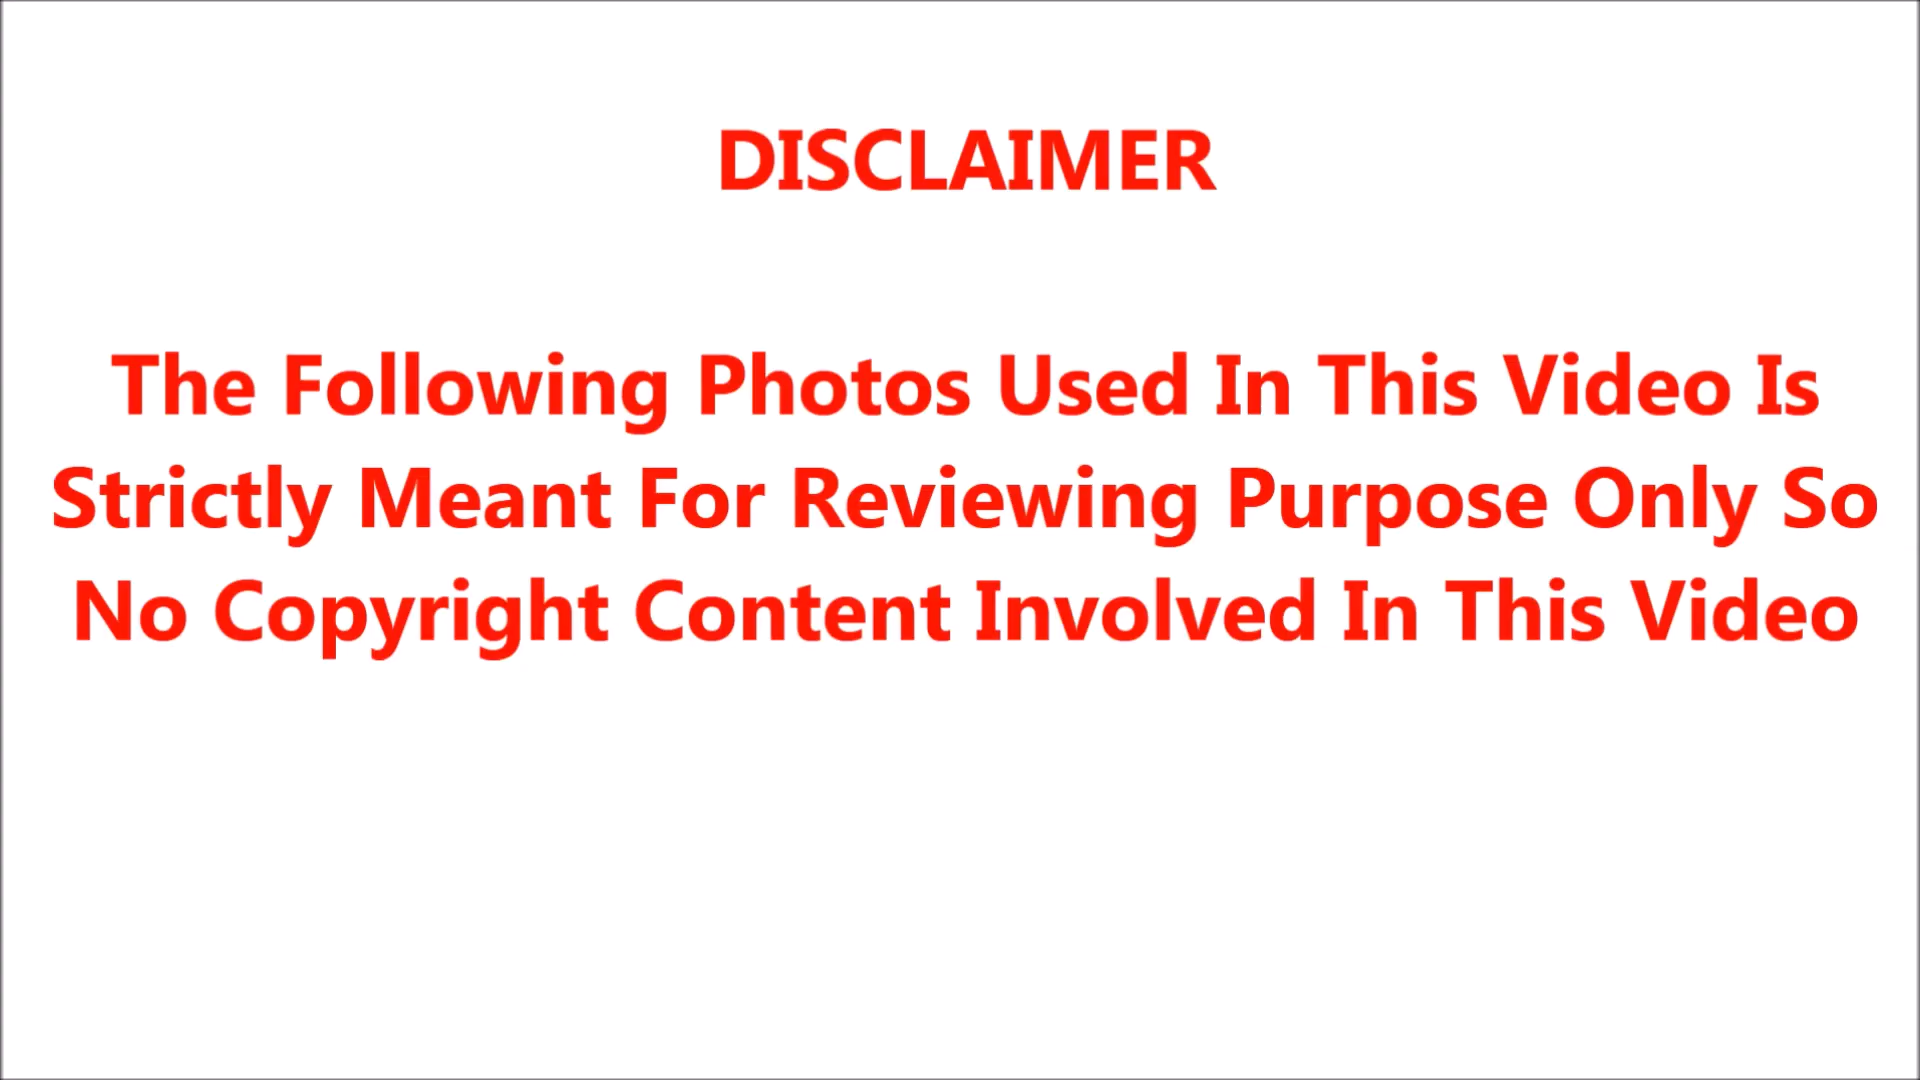 DISCLAIMER
The Following Photos Used In This Video Is
Strictly Meant For Reviewing Purpose Only So
No Copyright Content Involved In This Video